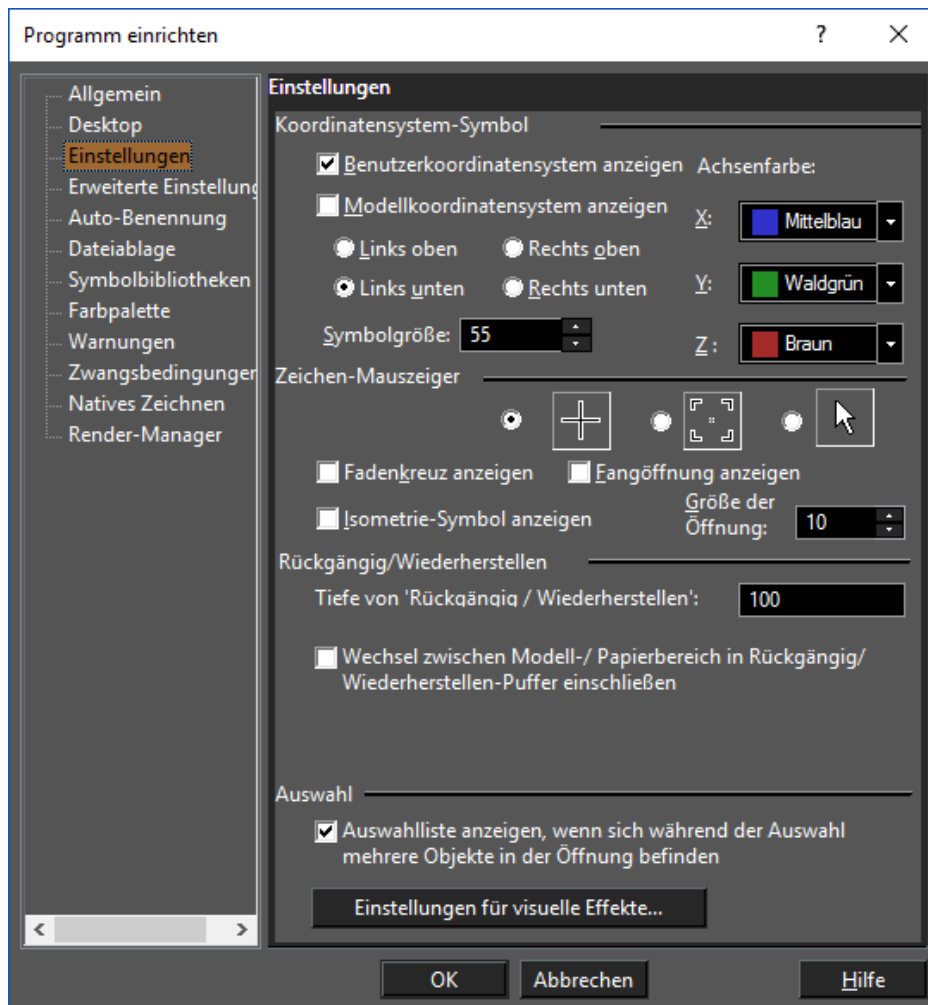 Programm einrichten
?
Allgemein
Desktop
Einstellungen
Erweiterte Einstellung
Auto-Benennung
Dateiablage
Symbolbibliotheken
Farbpalette
Warnungen
Zwangsbedingungen
Natives Zeichnen
Render-Manager
Einstellungen
Koordinatensystem-Symbol
Benutzerkoordinatensystem anzeigen
Achsenfarbe:
Modellkoordinatensystem anzeigen
X:
Mittelblau
Links oben
Rechts oben
Links unten
Rechts unten
Y:
Waldgrün
Symbolgröße:
55
Z :
Braun
Zeichen-Mauszeiger
Fadenkreuz anzeigen
Fangöffnung anzeigen
Isometrie-Symbol anzeigen
Größe der
Öffnung:
10
Rückgängig/Wiederherstellen
Tiefe von 'Rückgängig / Wiederherstellen':
100
Wechsel zwischen Modell-/ Papierbereich in Rückgängig/
Wiederherstellen-Puffer einschließen
Auswahl
Auswahlliste anzeigen, wenn sich während der Auswahl
mehrere Objekte in der Öffnung befinden
Einstellungen für visuelle Effekte...
OK
Abbrechen
Hilfe